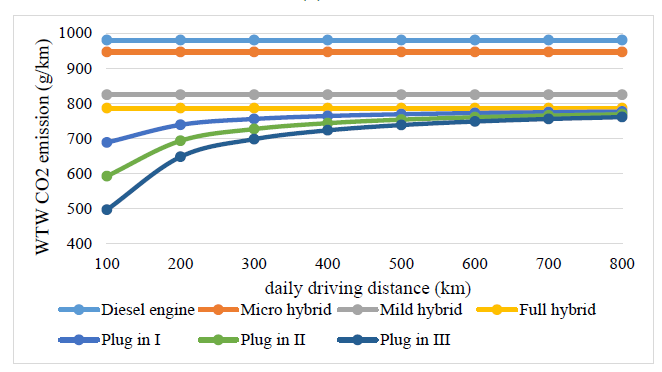 1000
900
800
700
600
500
400
WTW CO2 emission (g/km)
100 200 300 400 500 600 700 800
daily driving distance (km)
Diesel engine Micro hybrid Mild hybrid Full hybrid
Plug in I Plug in II Plug in III